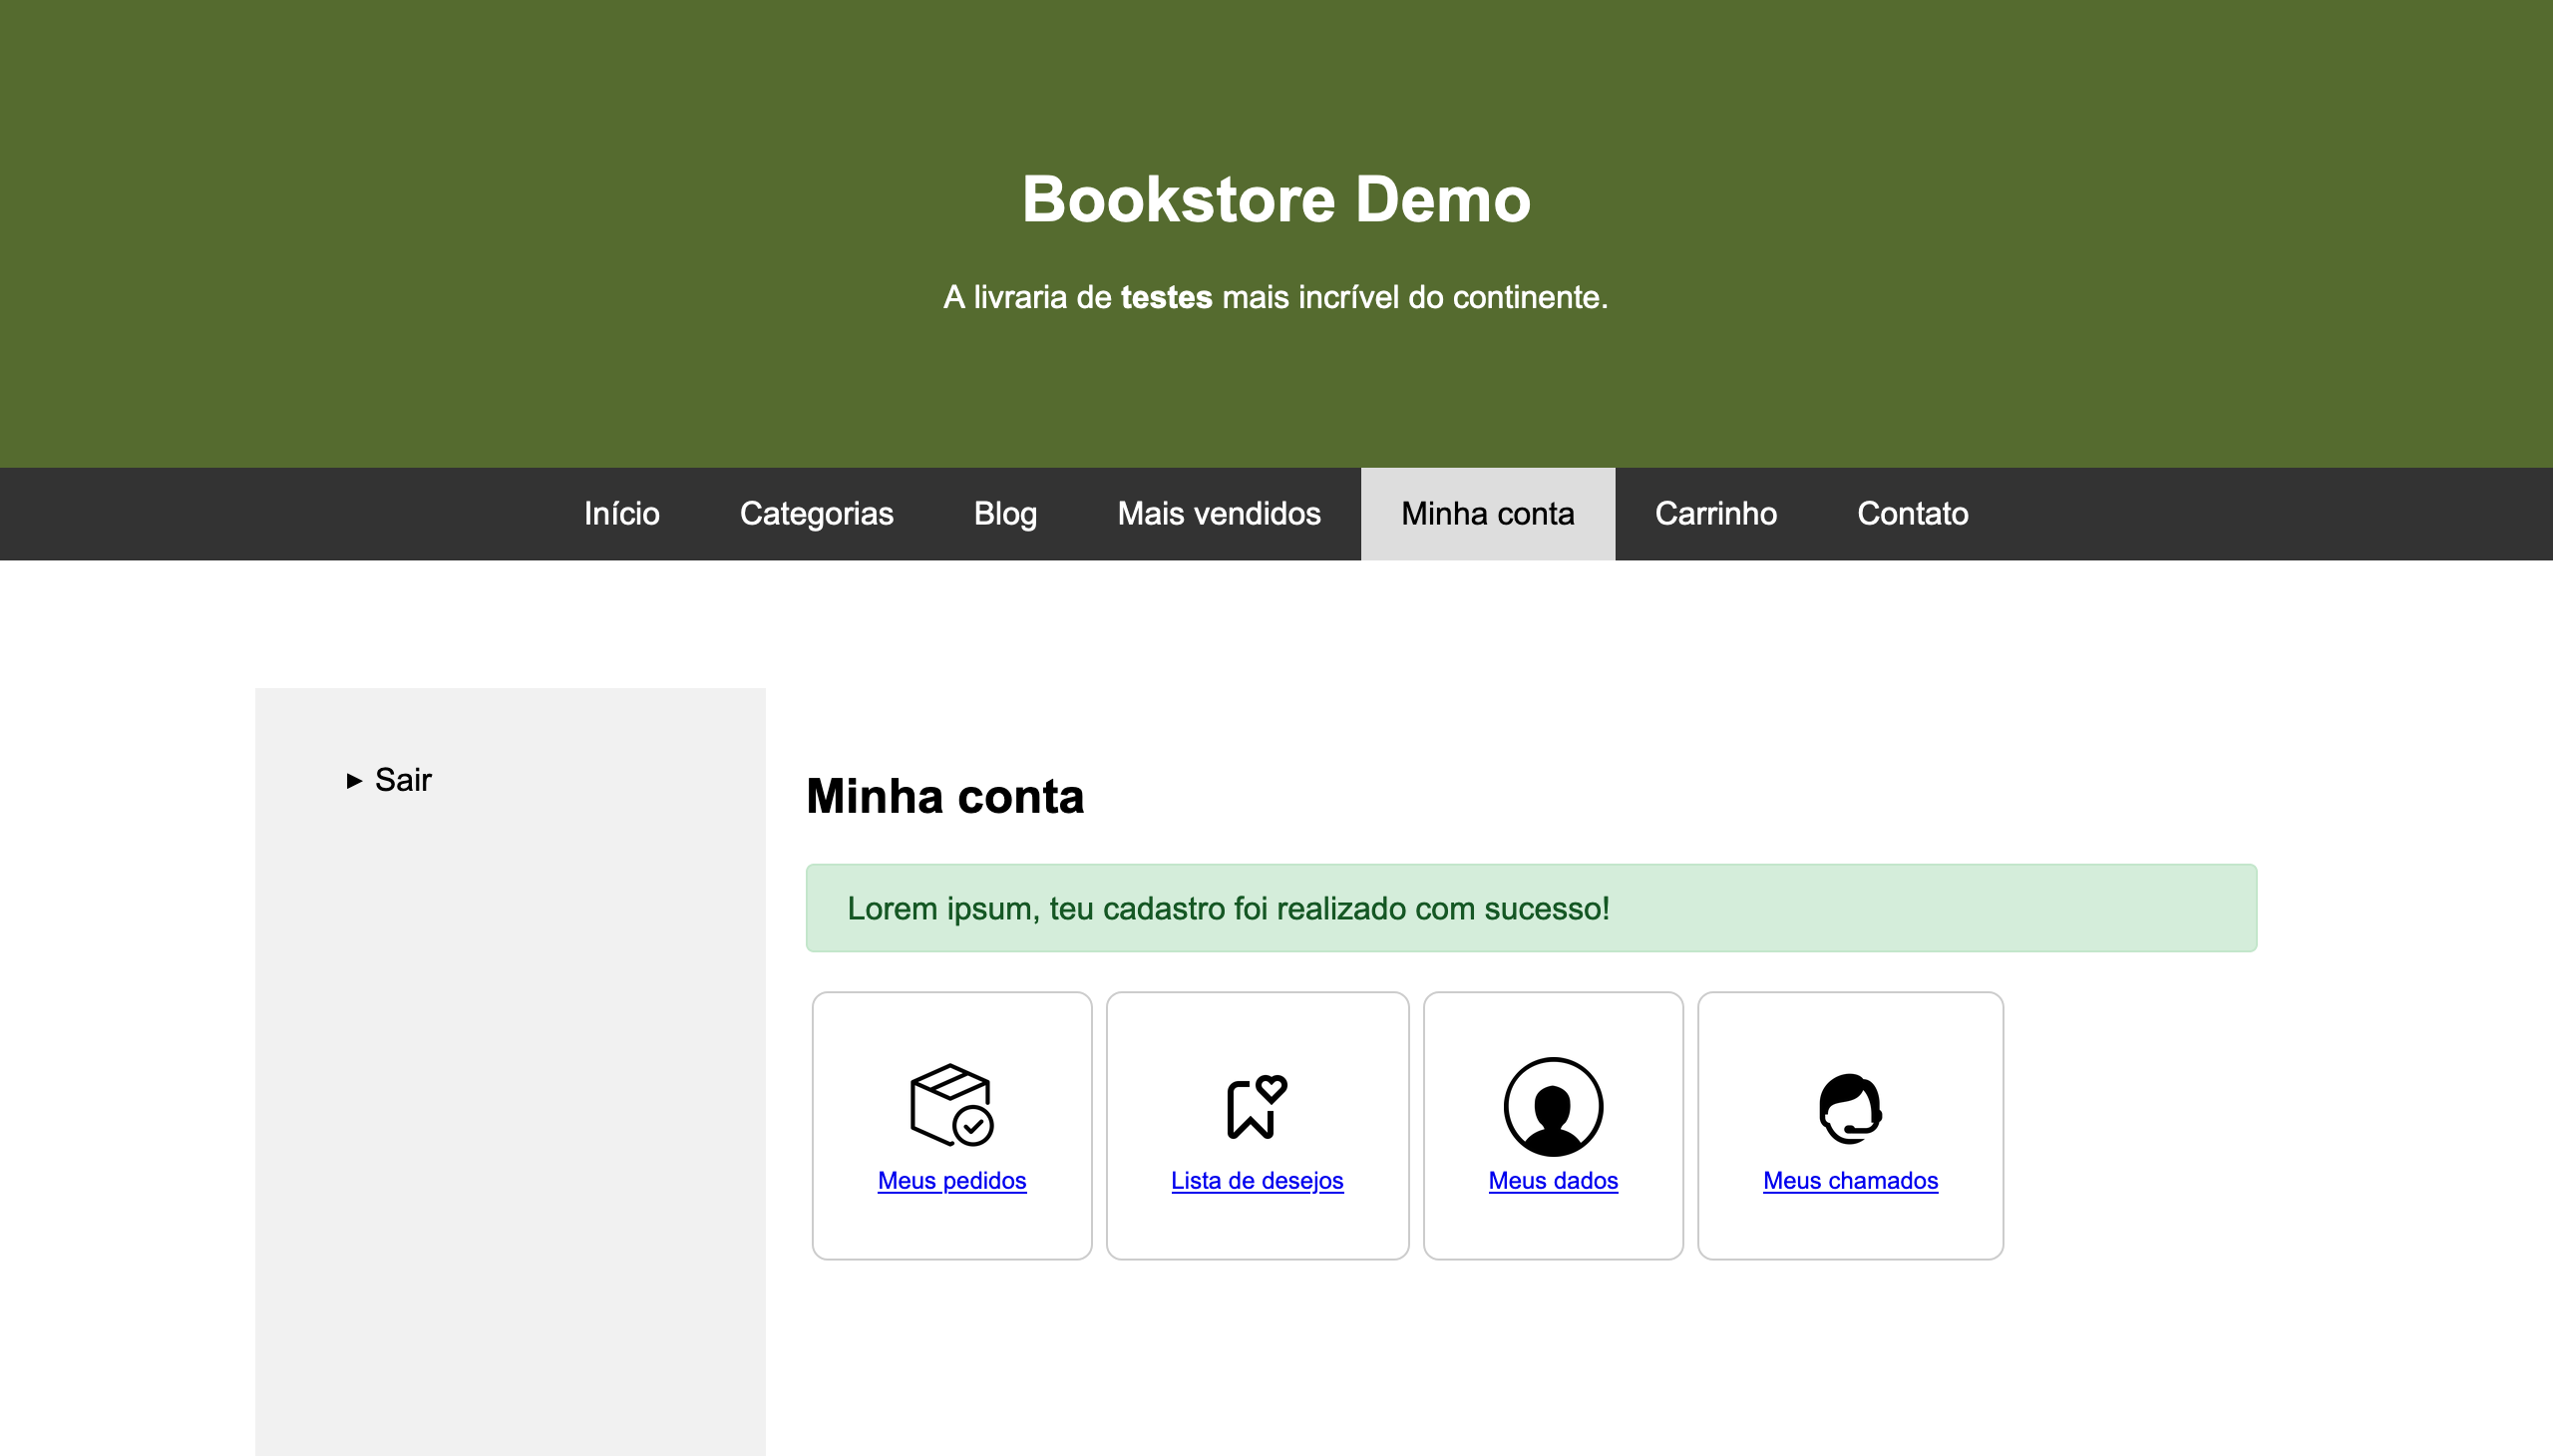 Bookstore Demo
A livraria de testes mais incrível do continente.
Início Categorias Blog Mais vendidos Minha conta Carrinho Contato
Sair
Minha conta
Lorem ipsum, teu cadastro foi realizado com sucesso!
Meus pedidos Lista de desejos Meus dados Meus chamados